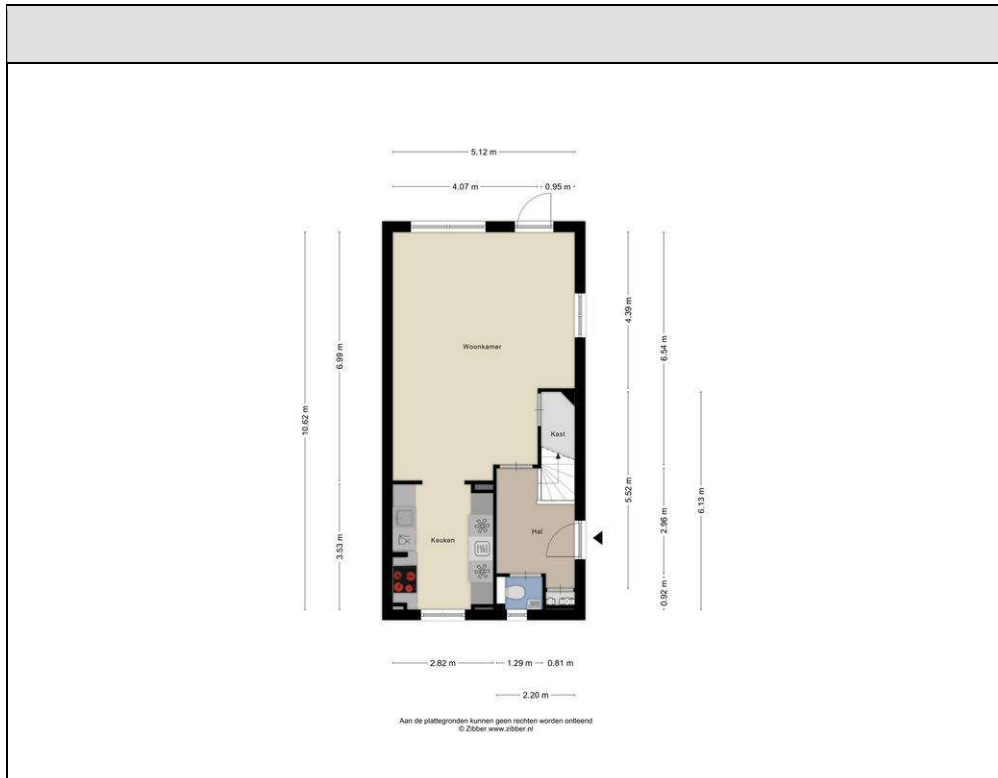 5.12 m
4.07 m
0.95 m
10.62 m
6.99 m
3.53 m
4.39 m
5.52 m
6.54 m
2.96 m
0.92 m
6.13 m
Woonkamer
Kast
Hal
Keuken
2.82 m
1.29 m
0.81 m
2.20 m
Aan de plattegronden kunnen geen rechten worden ontleend
© Zibber www.zibber.nl